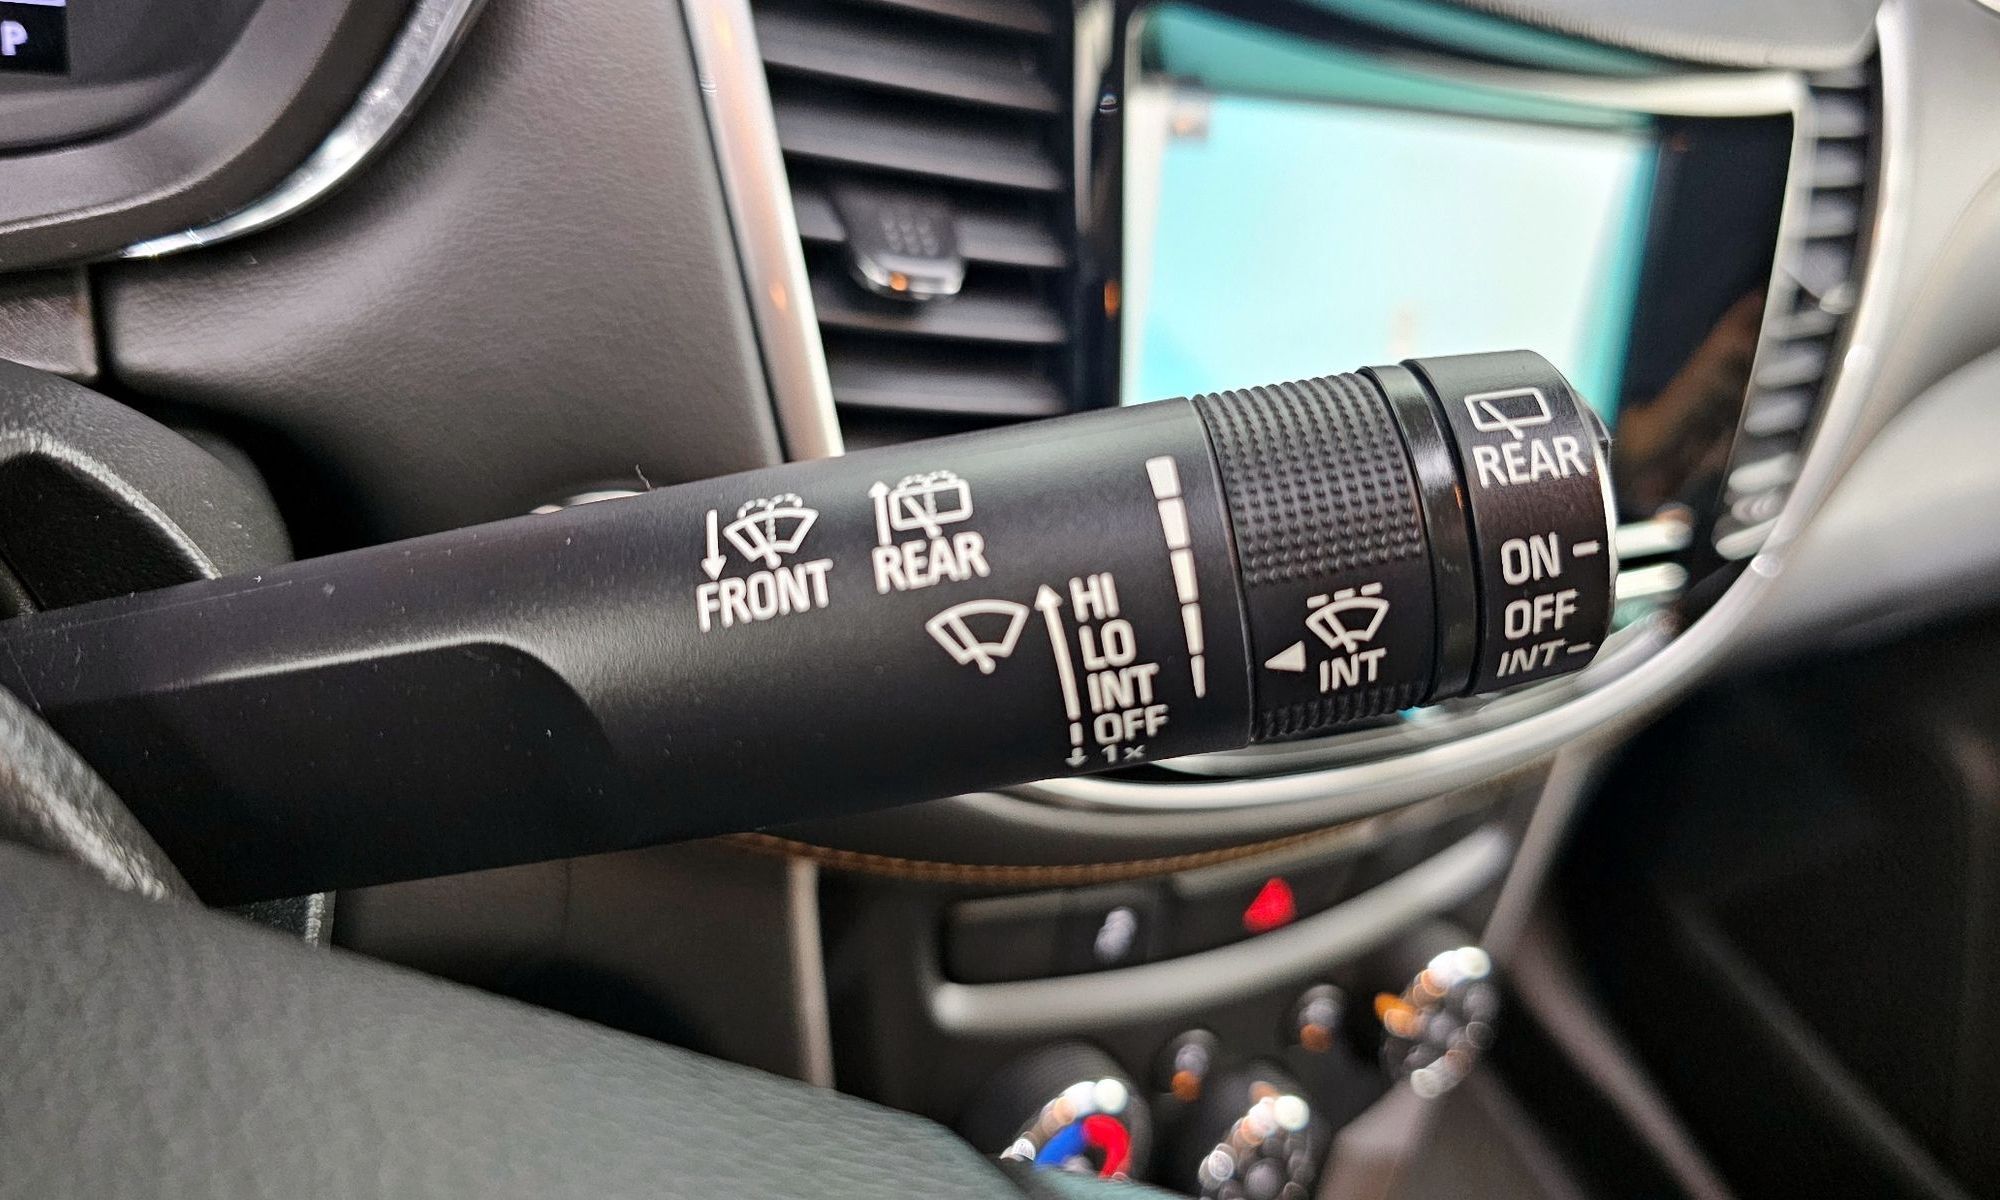 P
FRONT
REAR
HI
LO
INT
OFF
1x
INT
REAR
ON
OFF
INT